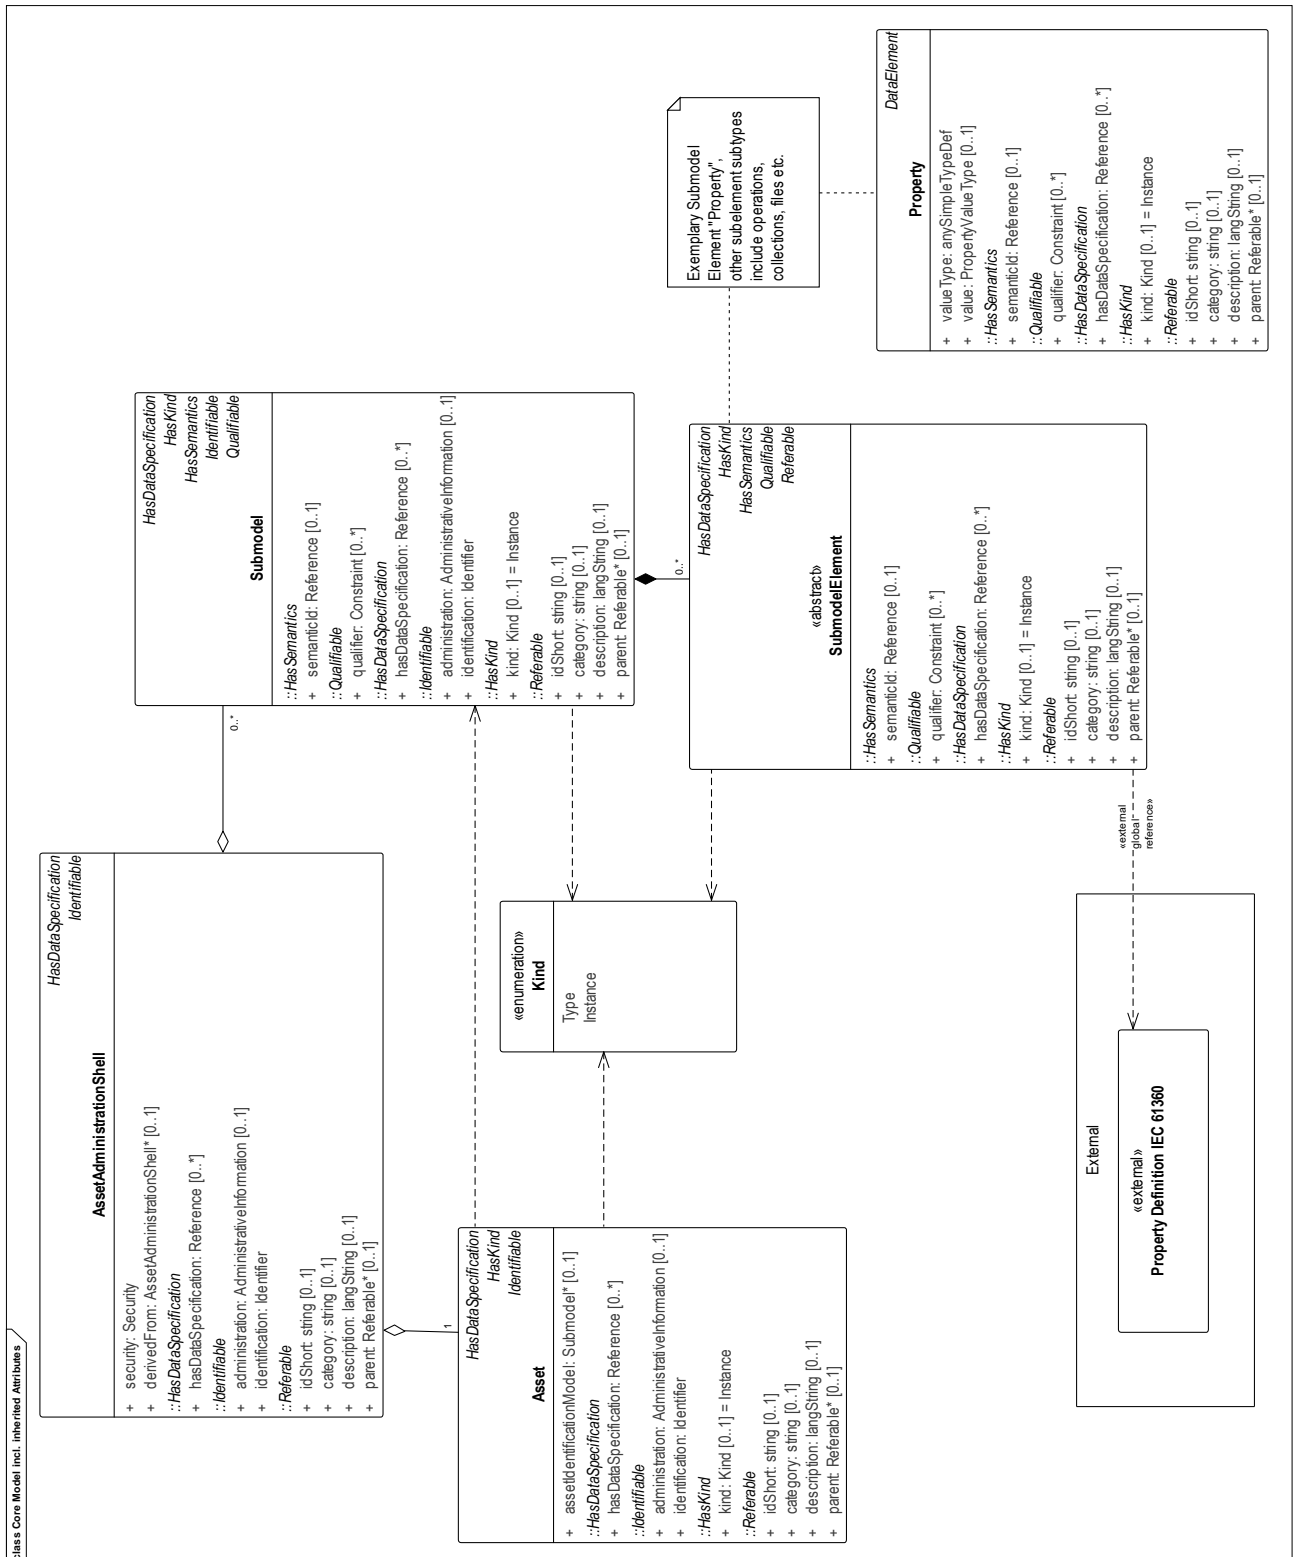 class Core Model incl. inherited Attributes
HasDataSpecification
Identifiable
AssetAdministrationShell
+ security: Security
+ derivedFrom: AssetAdministrationShell* [0..1]
::HasDataSpecification
+ hasDataSpecification: Reference [0..*]
::Identifiable
+ administration: AdministrativeInformation [0..1]
+ identification: Identifier
::Referable
+ idShort: string [0..1]
+ category: string [0..1]
+ description: langString [0..1]
+ parent: Referable* [0..1]
0..*
HasDataSpecification
HasKind
HasSemantics
Identifiable
Qualifiable
Submodel
::HasSemantics
+ semanticId: Reference [0..1]
::Qualifiable
+ qualifier: Constraint [0..*]
::HasDataSpecification
+ hasDataSpecification: Reference [0..*]
::Identifiable
+ administration: AdministrativeInformation [0..1]
+ identification: Identifier
::HasKind
+ kind: Kind [0..1] = Instance
::Referable
+ idShort: string [0..1]
+ category: string [0..1]
+ description: langString [0..1]
+ parent: Referable* [0..1]
1
HasDataSpecification
HasKind
Identifiable
Asset
+ assetIdentificationModel: Submodel* [0..1]
::HasDataSpecification
+ hasDataSpecification: Reference [0..*]
::Identifiable
+ administration: AdministrativeInformation [0..1]
+ identification: Identifier
::HasKind
+ kind: Kind [0..1] = Instance
::Referable
+ idShort: string [0..1]
+ category: string [0..1]
+ description: langString [0..1]
+ parent: Referable* [0..1]
«enumeration»
Kind
Type
Instance
0..*
HasDataSpecification
HasKind
HasSemantics
Qualifiable
Referable
«abstract»
SubmodelElement
::HasSemantics
+ semanticId: Reference [0..1]
::Qualifiable
+ qualifier: Constraint [0..*]
::HasDataSpecification
+ hasDataSpecification: Reference [0..*]
::HasKind
+ kind: Kind [0..1] = Instance
::Referable
+ idShort: string [0..1]
+ category: string [0..1]
+ description: langString [0..1]
+ parent: Referable* [0..1]
Exemplary Submodel
Element "Property",
other subelement subtypes
include operations,
collections, files etc.
DataElement
Property
+ valueType: anySimpleTypeDef
+ value: PropertyValueType [0..1]
::HasSemantics
+ semanticId: Reference [0..1]
::Qualifiable
+ qualifier: Constraint [0..*]
::HasDataSpecification
+ hasDataSpecification: Reference [0..*]
::HasKind
+ kind: Kind [0..1] = Instance
::Referable
+ idShort: string [0..1]
+ category: string [0..1]
+ description: langString [0..1]
+ parent: Referable* [0..1]
«external
global
reference»
External
«external»
Property Definition IEC 61360